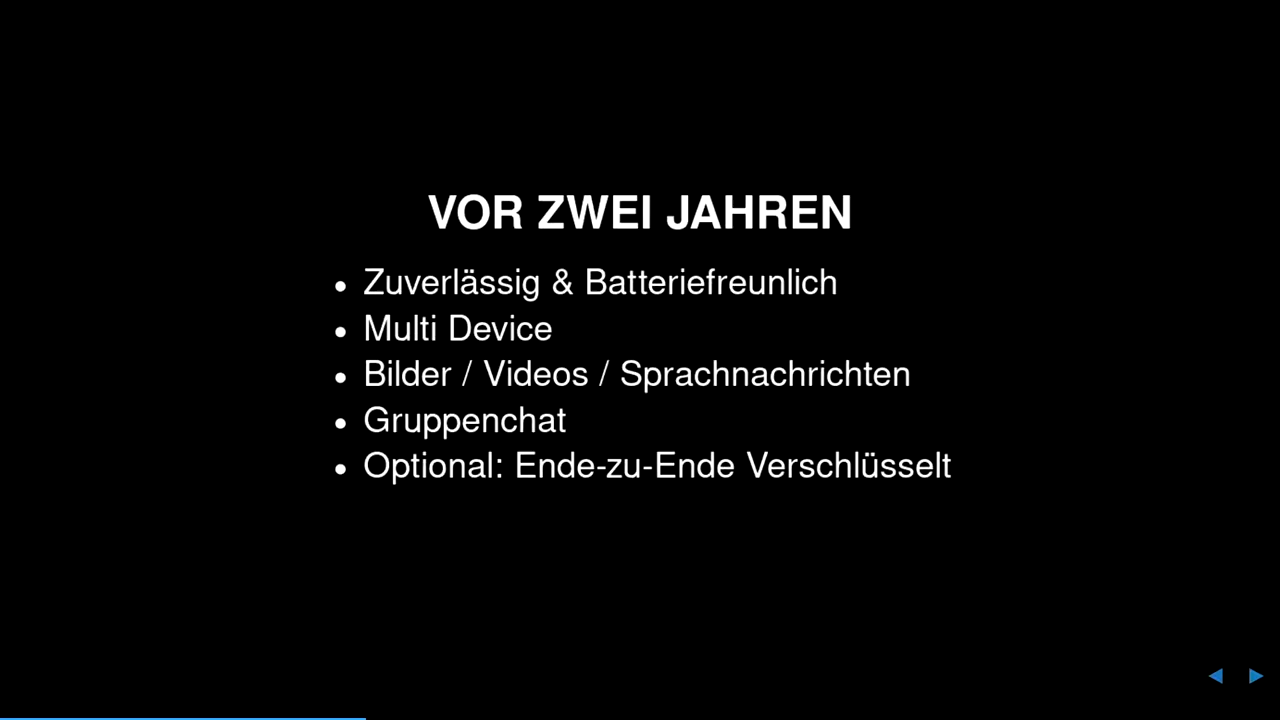 VOR ZWEI JAHREN
• Zuverlässig & Batteriefreunlich
• Multi Device
• Bilder / Videos / Sprachnachrichten
• Gruppenchat
• Optional: Ende-zu-Ende Verschlüsselt